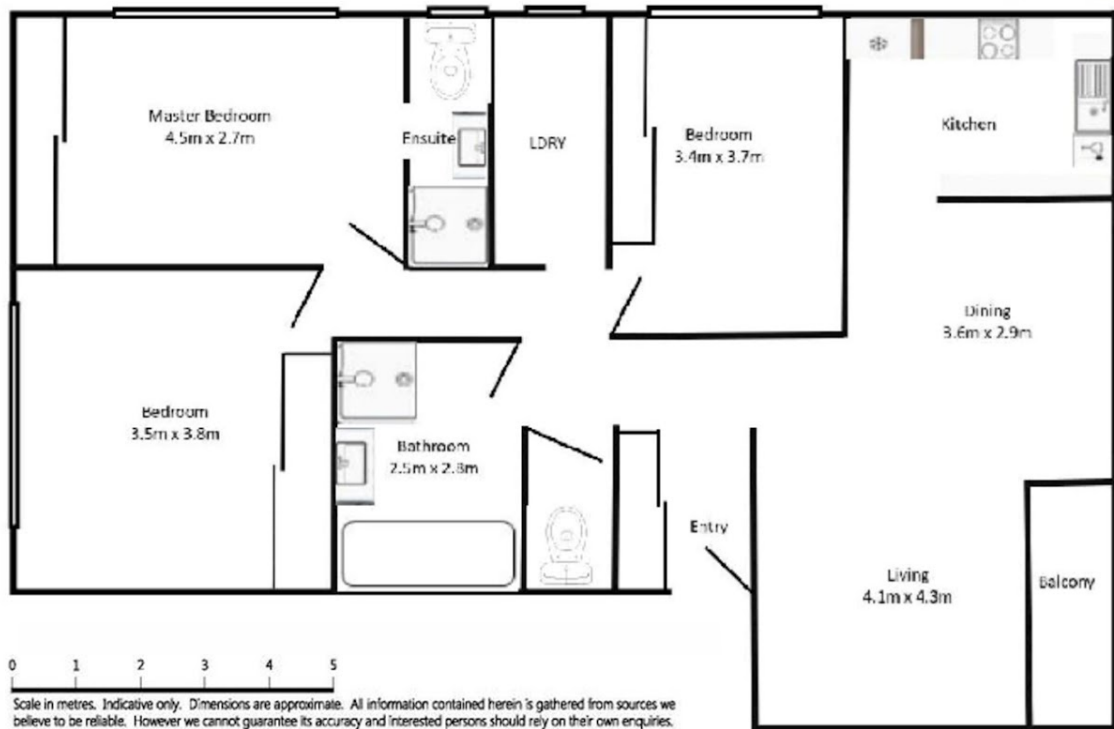 Master Bedroom
4.5m x 2.7m
Ensuite
LDRY
Bedroom
3.4m x 3.7m
Kitchen
Dining
3.6m x 2.9m
Bedroom
3.5m x 3.8m
Bathroom
2.5m x 2.8m
Entry
Living
4.1m x 4.3m
Balcony
0 1 2 3 4 5
Scale in metres. Indicative only. Dimensions are approximate. All information contained herein is gathered from sources we
believe to be reliable. However we cannot guarantee its accuracy and interested persons should rely on their own enquiries.